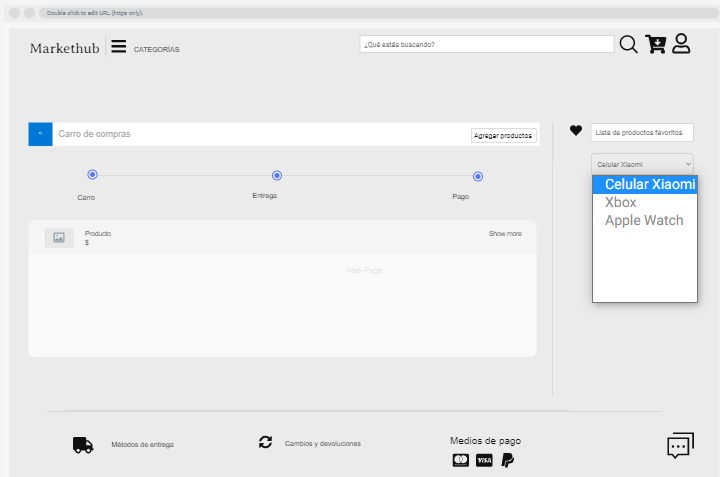 Double click to edit URL (https only).
Markethub
CATEGORÍAS
¿Qué estás buscando?
Carro de compras
Agregar productos
Lista de productos favoritos
Celular Xiaomi
Celular Xiaomi
Xbox
Apple Watch
Carro
Entrega
Pago
Producto
$
Show more
Web Page
Métodos de entrega
Cambios y devoluciones
Medios de pago
VISA